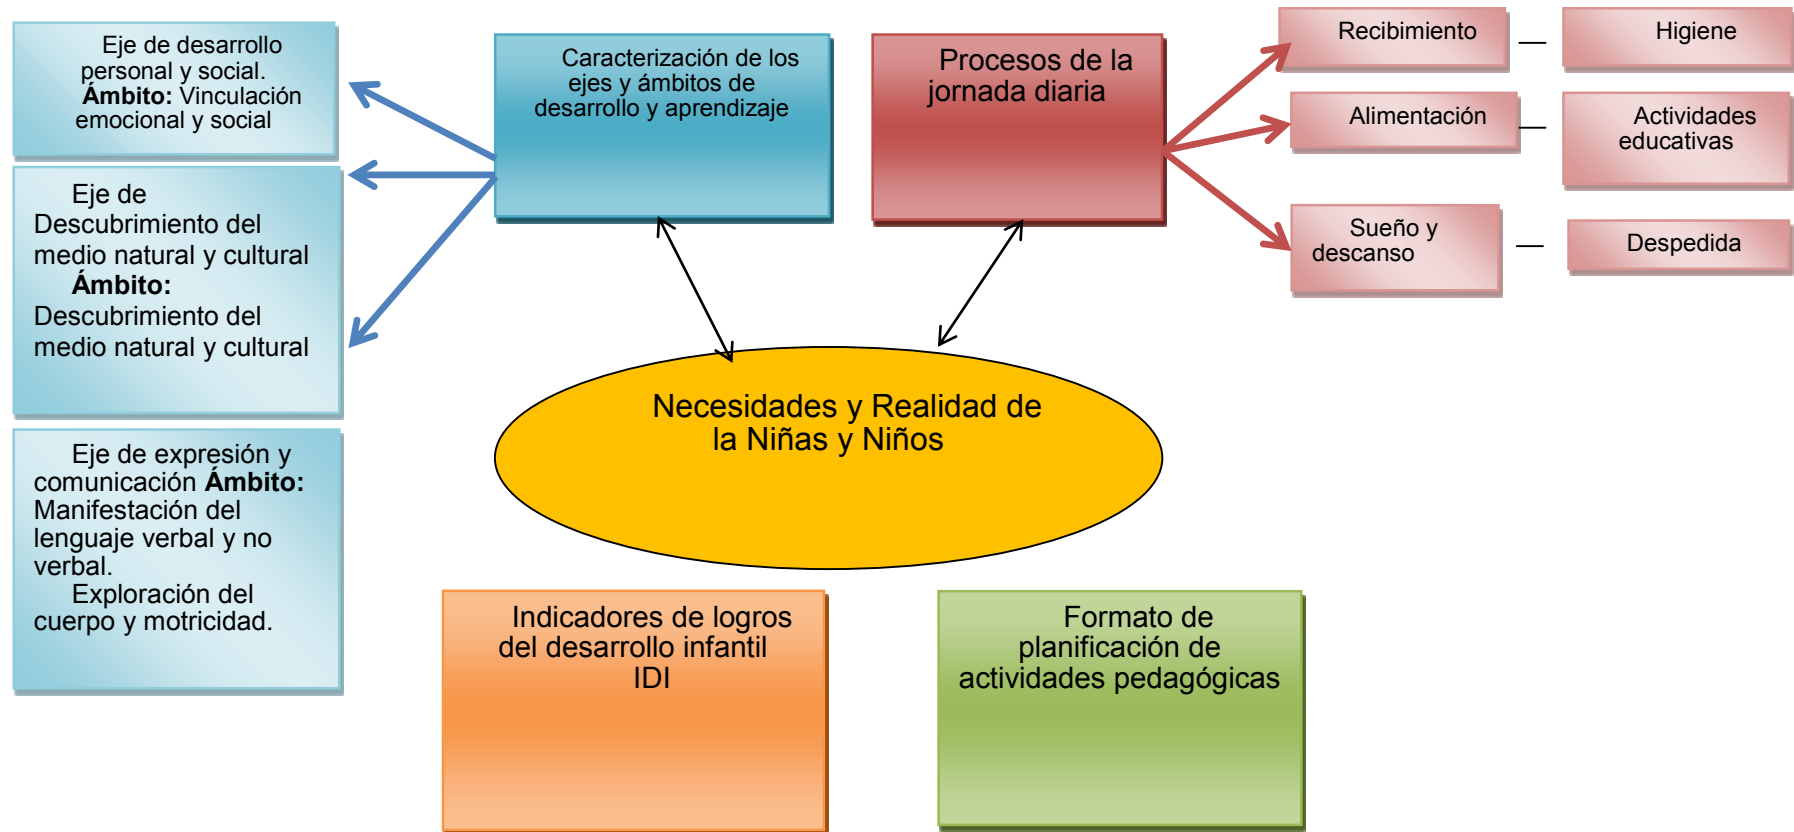 Eje de desarrollo
personal y social.
Ámbito: Vinculación
emocional y social
Eje de
Descubrimiento del
medio natural y cultural
Ámbito:
Descubrimiento del
medio natural y cultural
Eje de expresión y
comunicación Ámbito:
Manifestación del
lenguaje verbal y no
verbal.
Exploración del
cuerpo y motricidad.
Caracterización de los
ejes y ámbitos de
desarrollo y aprendizaje
Procesos de la
jornada diaria
Recibimiento
Higiene
Alimentación
Actividades
educativas
Sueño y
descanso
Despedida
Necesidades y Realidad de
la Niñas y Niños
Indicadores de logros
del desarrollo infantil
IDI
Formato de
planificación de
actividades pedagógicas